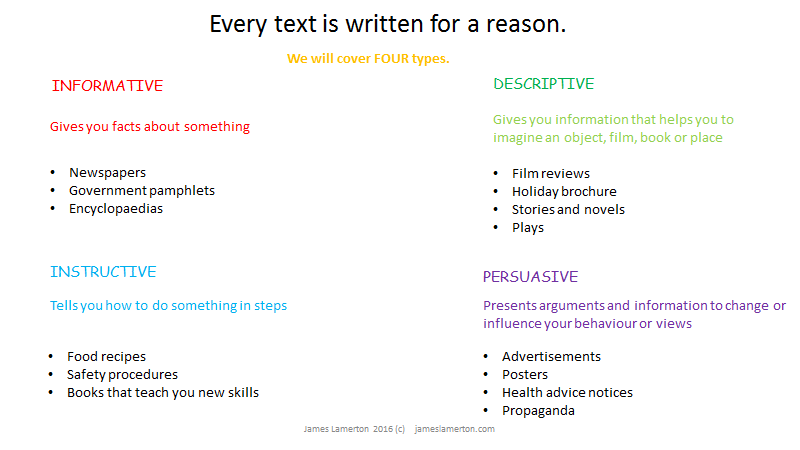 Every text is written for a reason.
We will cover FOUR types.
INFORMATIVE
Gives you facts about something
• Newspapers
• Government pamphlets
• Encyclopaedias
DESCRIPTIVE
Gives you information that helps you to
imagine an object, film, book or place
• Film reviews
• Holiday brochure
• Stories and novels
• Plays
INSTRUCTIVE
Tells you how to do something in steps
• Food recipes
• Safety procedures
• Books that teach you new skills
PERSUASIVE
Presents arguments and information to change or
influence your behaviour or views
• Advertisements
• Posters
• Health advice notices
• Propaganda
James Lamerton 2016 (c) jameslamerton.com